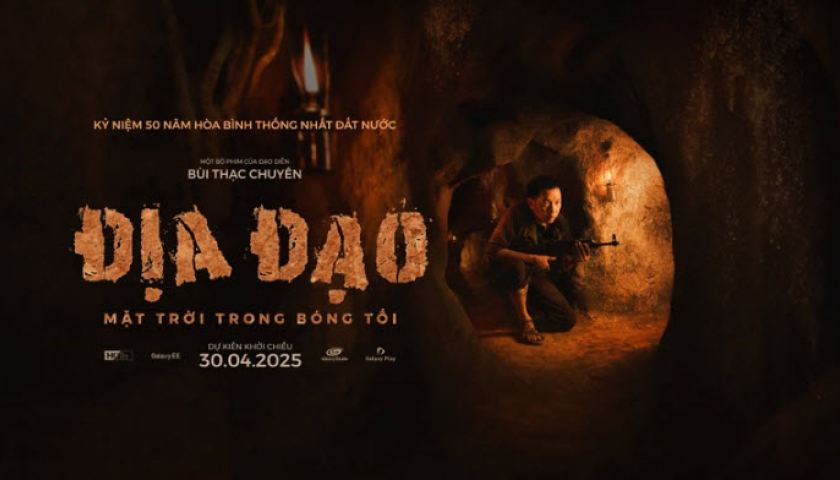 KỶ NIỆM 50 NĂM HÒA BÌNH THỐNG NHẤT ĐẤT NƯỚC
MỘT BỘ PHIM CỦA ĐẠO DIỄN
BÙI THẠC CHUYÊN
ĐỊA ĐẠO
MẶT TRỜI TRONG BÓNG TỐI
DỰ KIẾN KHỞI CHIẾU
30.04.2025
GalaxyEE
Galaxy Play